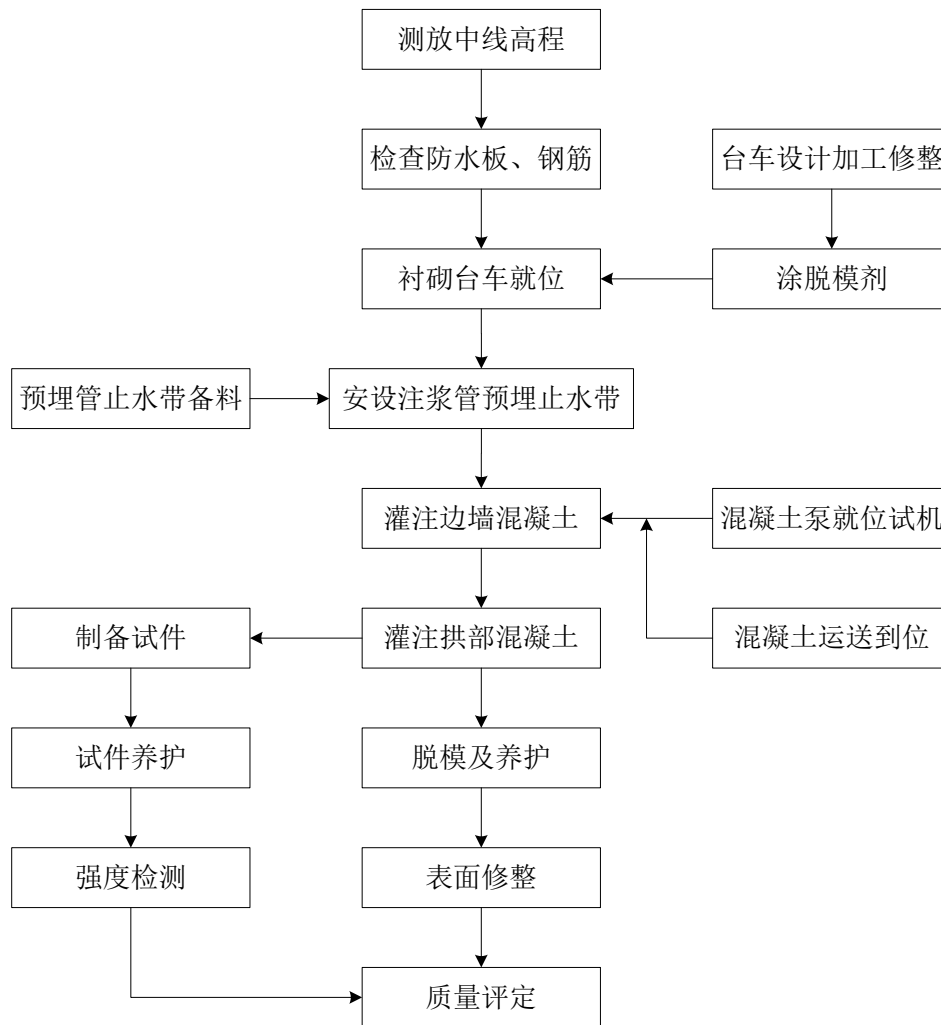 测放中线高程
检查防水板、钢筋
台车设计加工修整
衬砌台车就位
涂脱模剂
预埋管止水带备料
安设注浆管预埋止水带
灌注边墙混凝土
混凝土泵就位试机
制备试件
灌注拱部混凝土
混凝土运送到位
试件养护
脱模及养护
强度检测
表面修整
质量评定